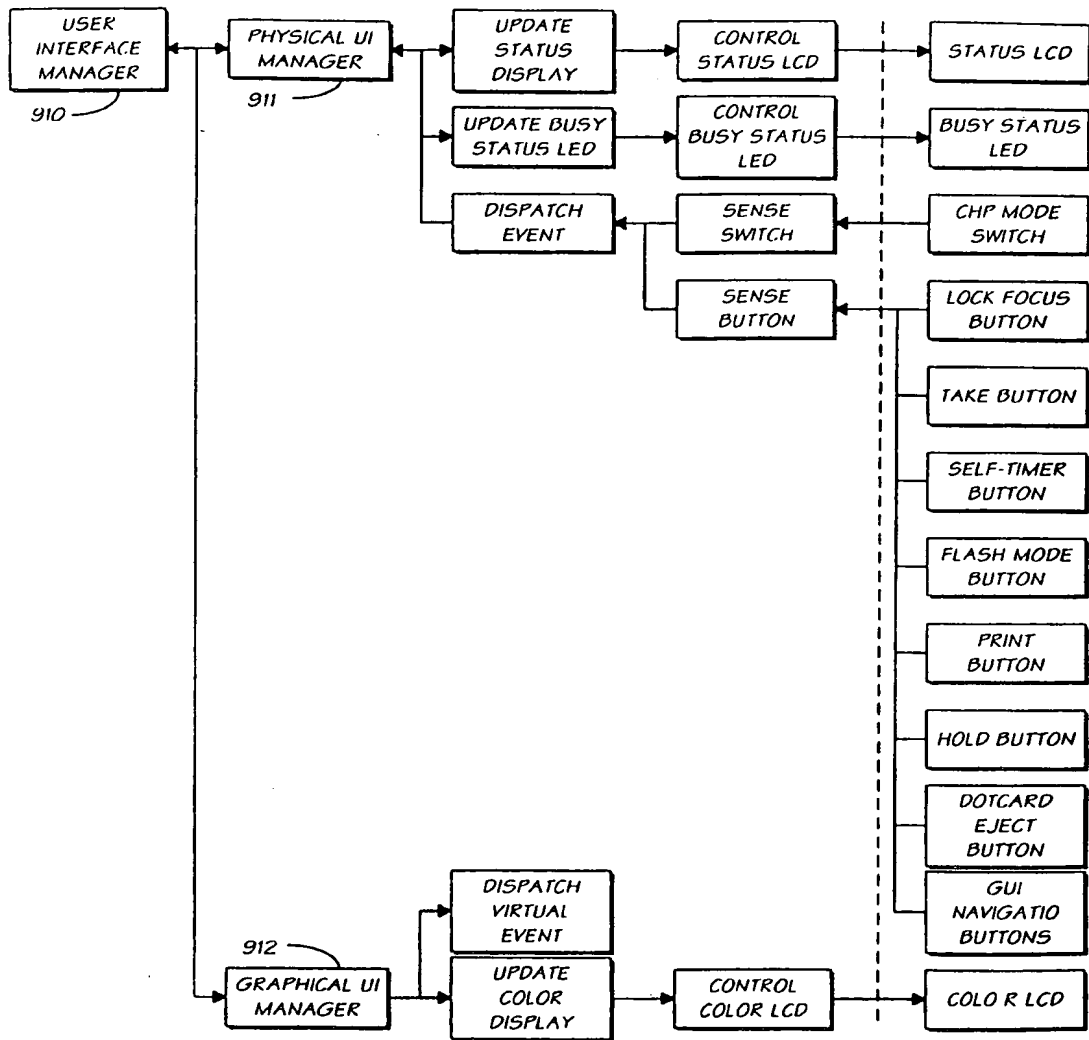 USER
INTERFACE
MANAGER
910
PHYSICAL UI
MANAGER
911
UPDATE
STATUS
DISPLAY
CONTROL
STATUS LCD
STATUS LCD
UPDATE BUSY
STATUS LED
CONTROL
BUSY STATUS
LED
BUSY STATUS
LED
DISPATCH
EVENT
SENSE
SWITCH
CHP MODE
SWITCH
SENSE
BUTTON
LOCK FOCUS
BUTTON
TAKE BUTTON
SELF-TIMER
BUTTON
FLASH MODE
BUTTON
PRINT
BUTTON
HOLD BUTTON
DOTCARD
EJECT
BUTTON
GUI
NAVIGATIO
BUTTONS
DISPATCH
VIRTUAL
EVENT
912
GRAPHICAL UI
MANAGER
UPDATE
COLOR
DISPLAY
CONTROL
COLOR LCD
COLO R LCD